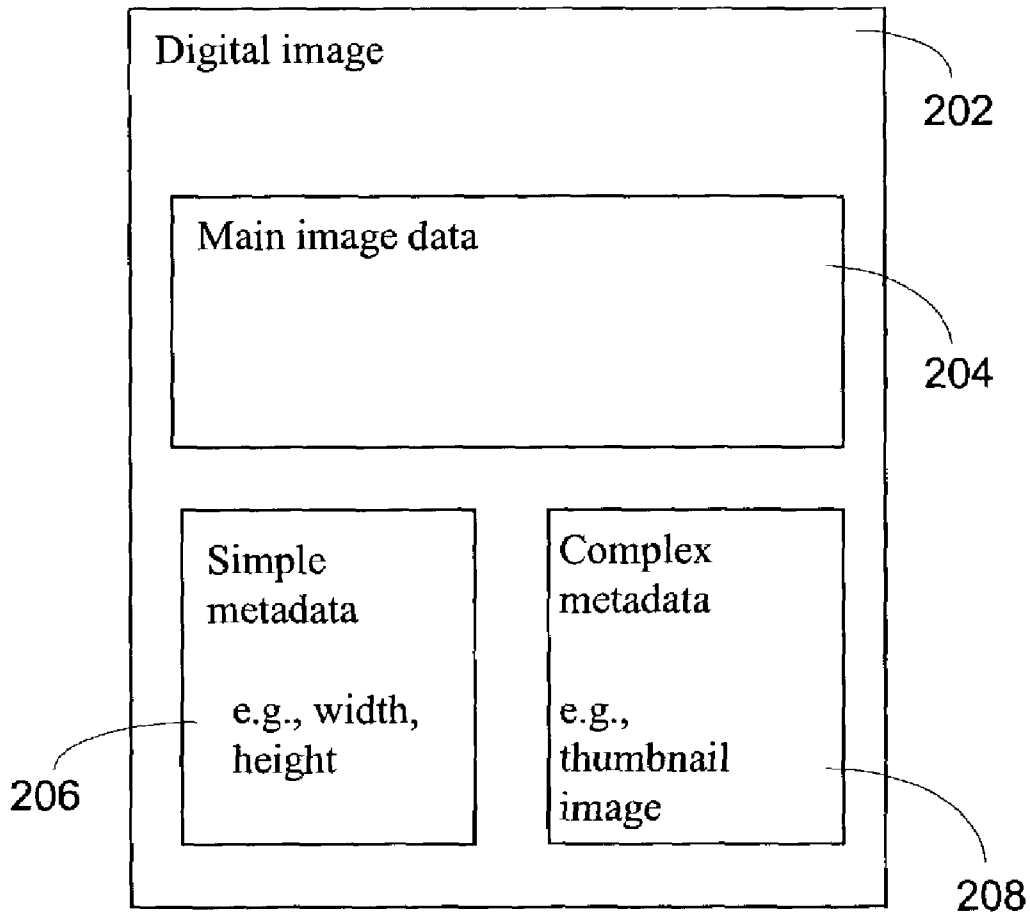 Digital image
202
Main image data
204
Simple
metadata
e.g., width,
height
206
Complex
metadata
e.g.,
thumbnail
image
208